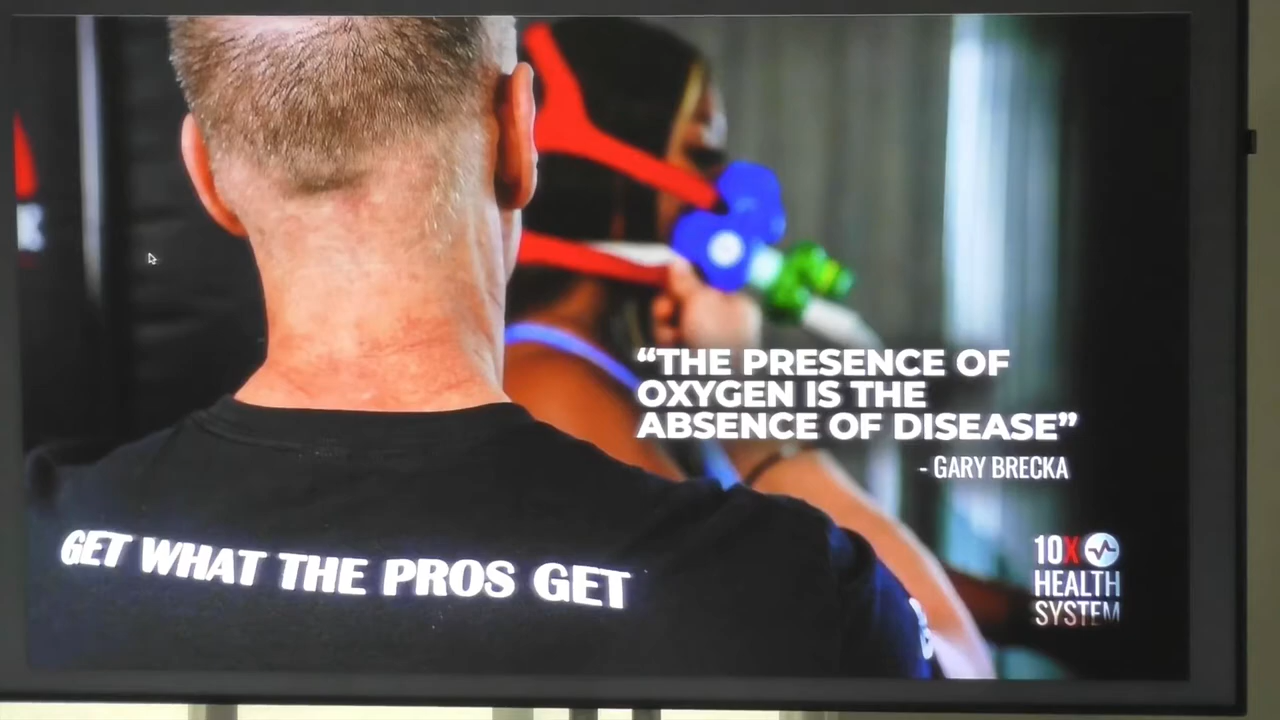 “THE PRESENCE OF
OXYGEN IS THE
ABSENCE OF DISEASE”
- GARY BRECKA
GET WHAT THE PROS GET
10X
HEALTH
SYSTEM